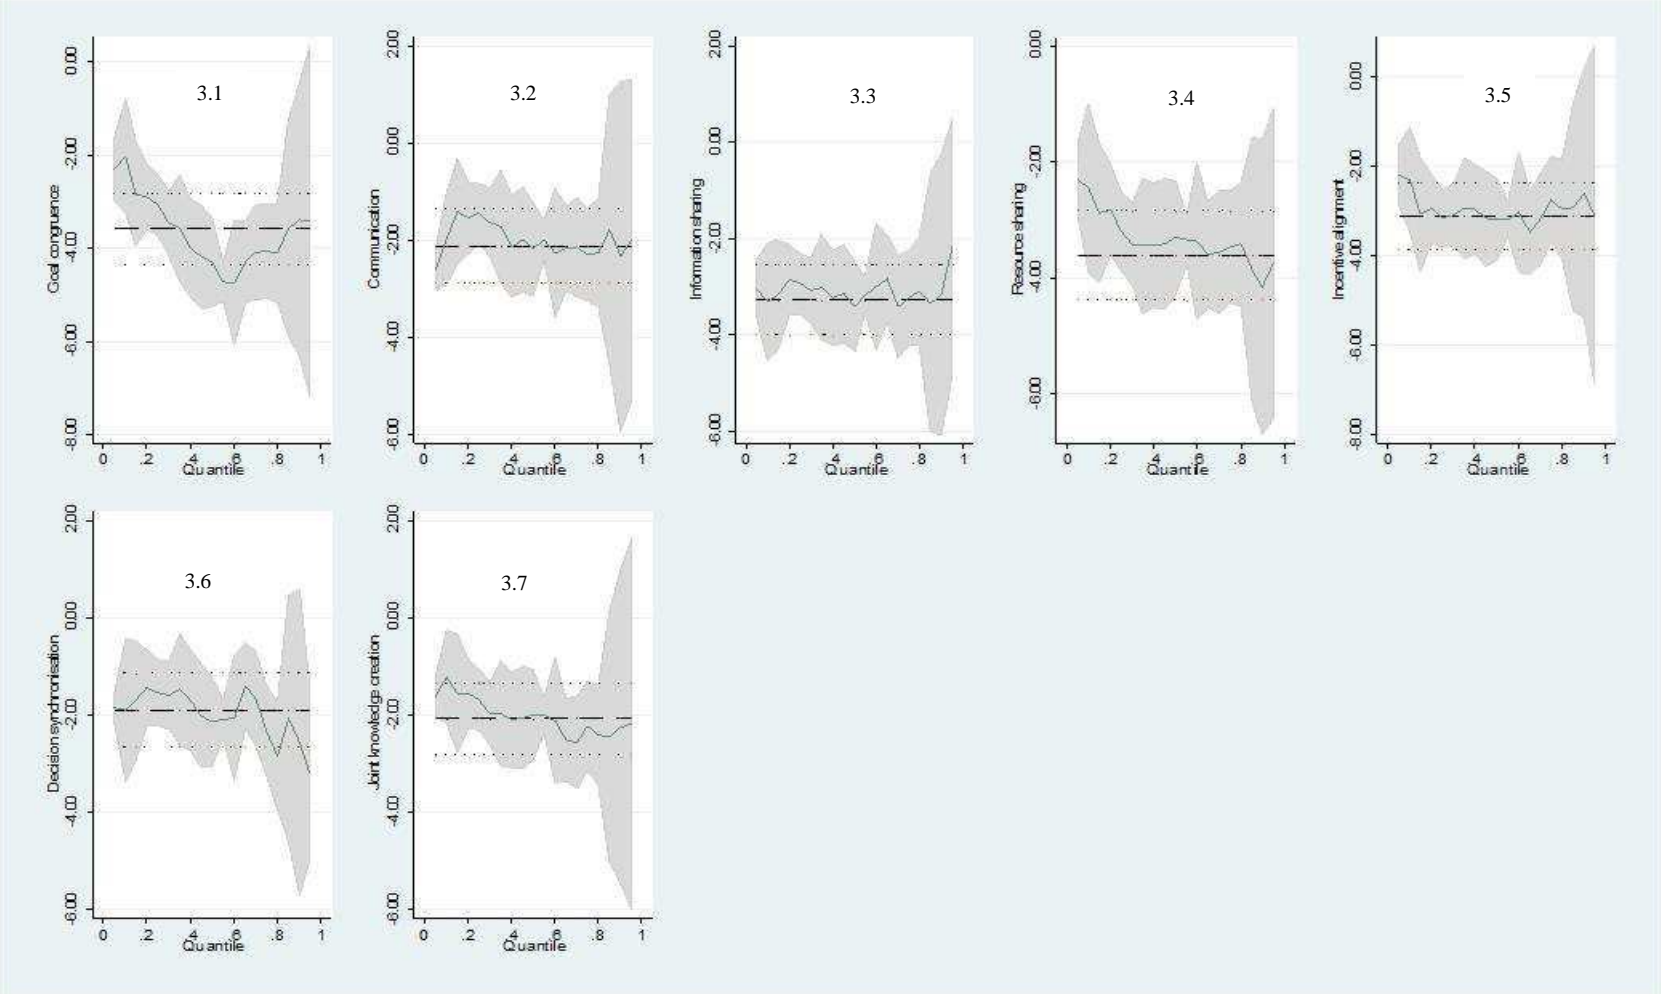 3.1
Goal congruence
0.00
-2.00
-4.00
-6.00
-8.00
0 .2 .4 .6 .8 1
Quantile
3.2
Communication
2.00
0.00
-2.00
-4.00
-6.00
0 .2 .4 .6 .8 1
Quantile
3.3
Information sharing
2.00
0.00
-2.00
-4.00
-6.00
0 .2 .4 .6 .8 1
Quantile
3.4
Resource sharing
0.00
-2.00
-4.00
-6.00
0 .2 .4 .6 .8 1
Quantile
3.5
Incentive alignment
0.00
-2.00
-4.00
-6.00
-8.00
0 .2 .4 .6 .8 1
Quantile
3.6
Decision synchronisation
2.00
0.00
-2.00
-4.00
-6.00
0 .2 .4 .6 .8 1
Quantile
3.7
Joint knowledge creation
2.00
0.00
-2.00
-4.00
-6.00
0 .2 .4 .6 .8 1
Quantile